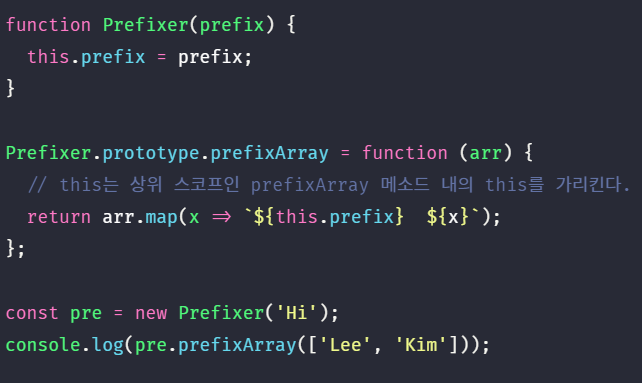 function Prefixer(prefix) {
  this.prefix = prefix;
}

Prefixer.prototype.prefixArray = function (arr) {
  // this는 상위 스코프인 prefixArray 메소드 내의 this를 가리킨다.
  return arr.map(x => `${this.prefix}  ${x}`);
};

const pre = new Prefixer('Hi');
console.log(pre.prefixArray(['Lee', 'Kim']));